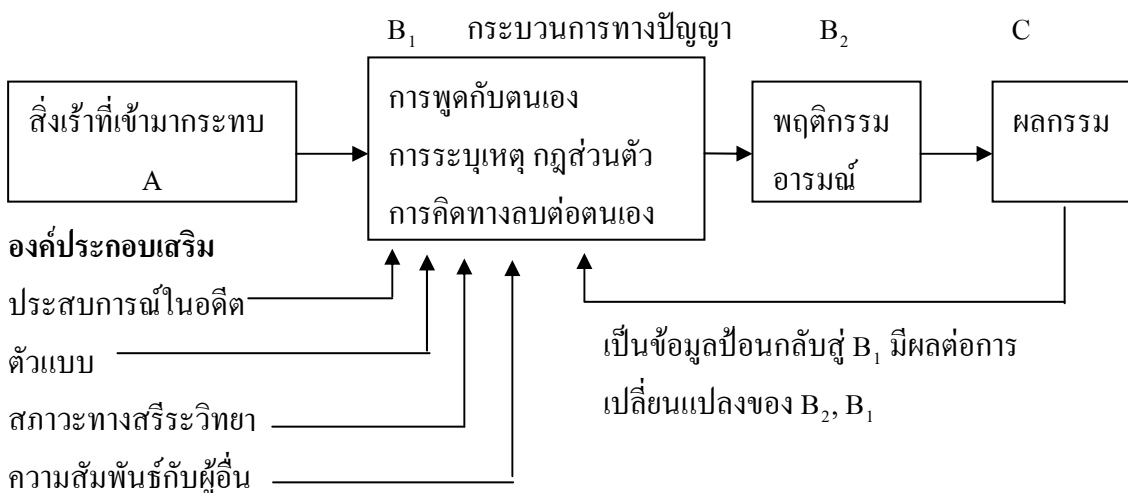 B₁ กระบวนการทางปัญญา B₂ C
สิ่งเร้าที่เข้ามากระทบ
A
การพูดกับตนเอง
การระบุเหตุ กฎส่วนตัว
การคิดทางลบต่อตนเอง
พฤติกรรม
อารมณ์
ผลกรรม
องค์ประกอบเสริม
ประสบการณ์ในอดีต
ตัวแบบ
สภาวะทางสรีระวิทยา
ความสัมพันธ์กับผู้อื่น
เป็นข้อมูลป้อนกลับสู่ B₁ มีผลต่อการ
เปลี่ยนแปลงของ B₂, B₁